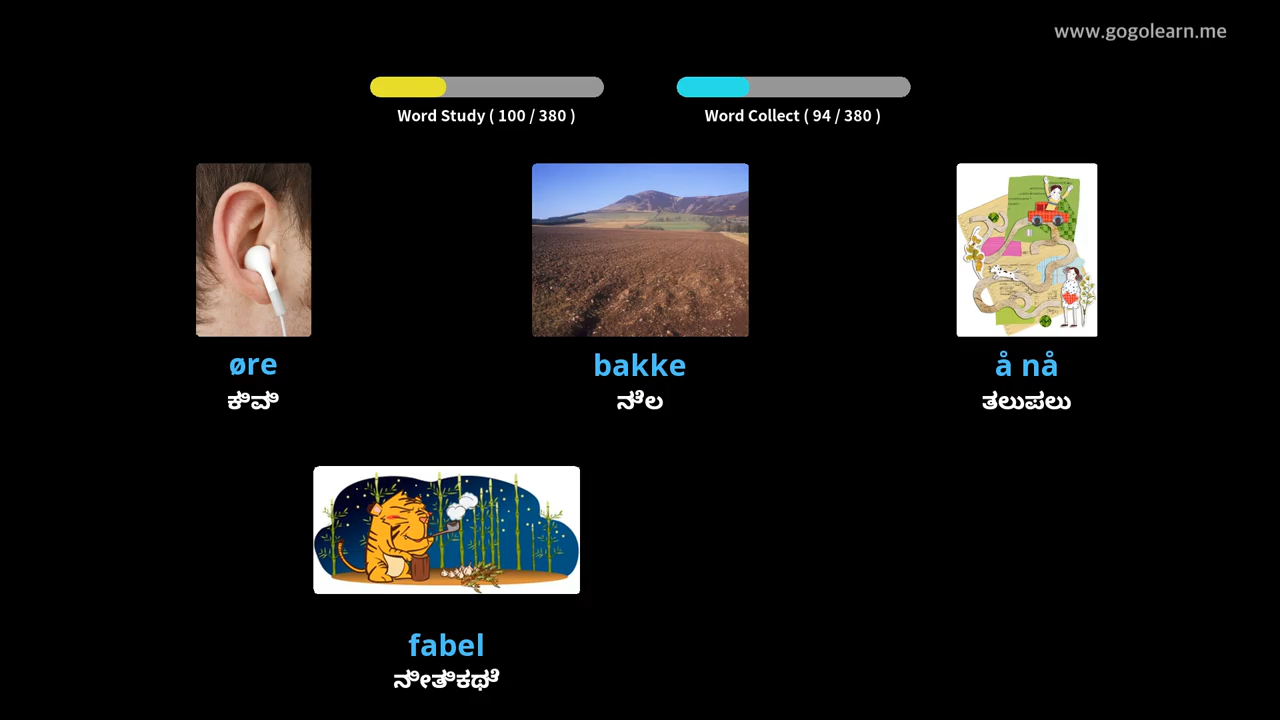 www.gogolearn.me
Word Study ( 100 / 380 )
Word Collect ( 94 / 380 )
øre
bakke
å nå
ಕಿವಿ
ನೆಲ
ತಲುಪಲು
fabel
ನೀತಿಕಥೆ